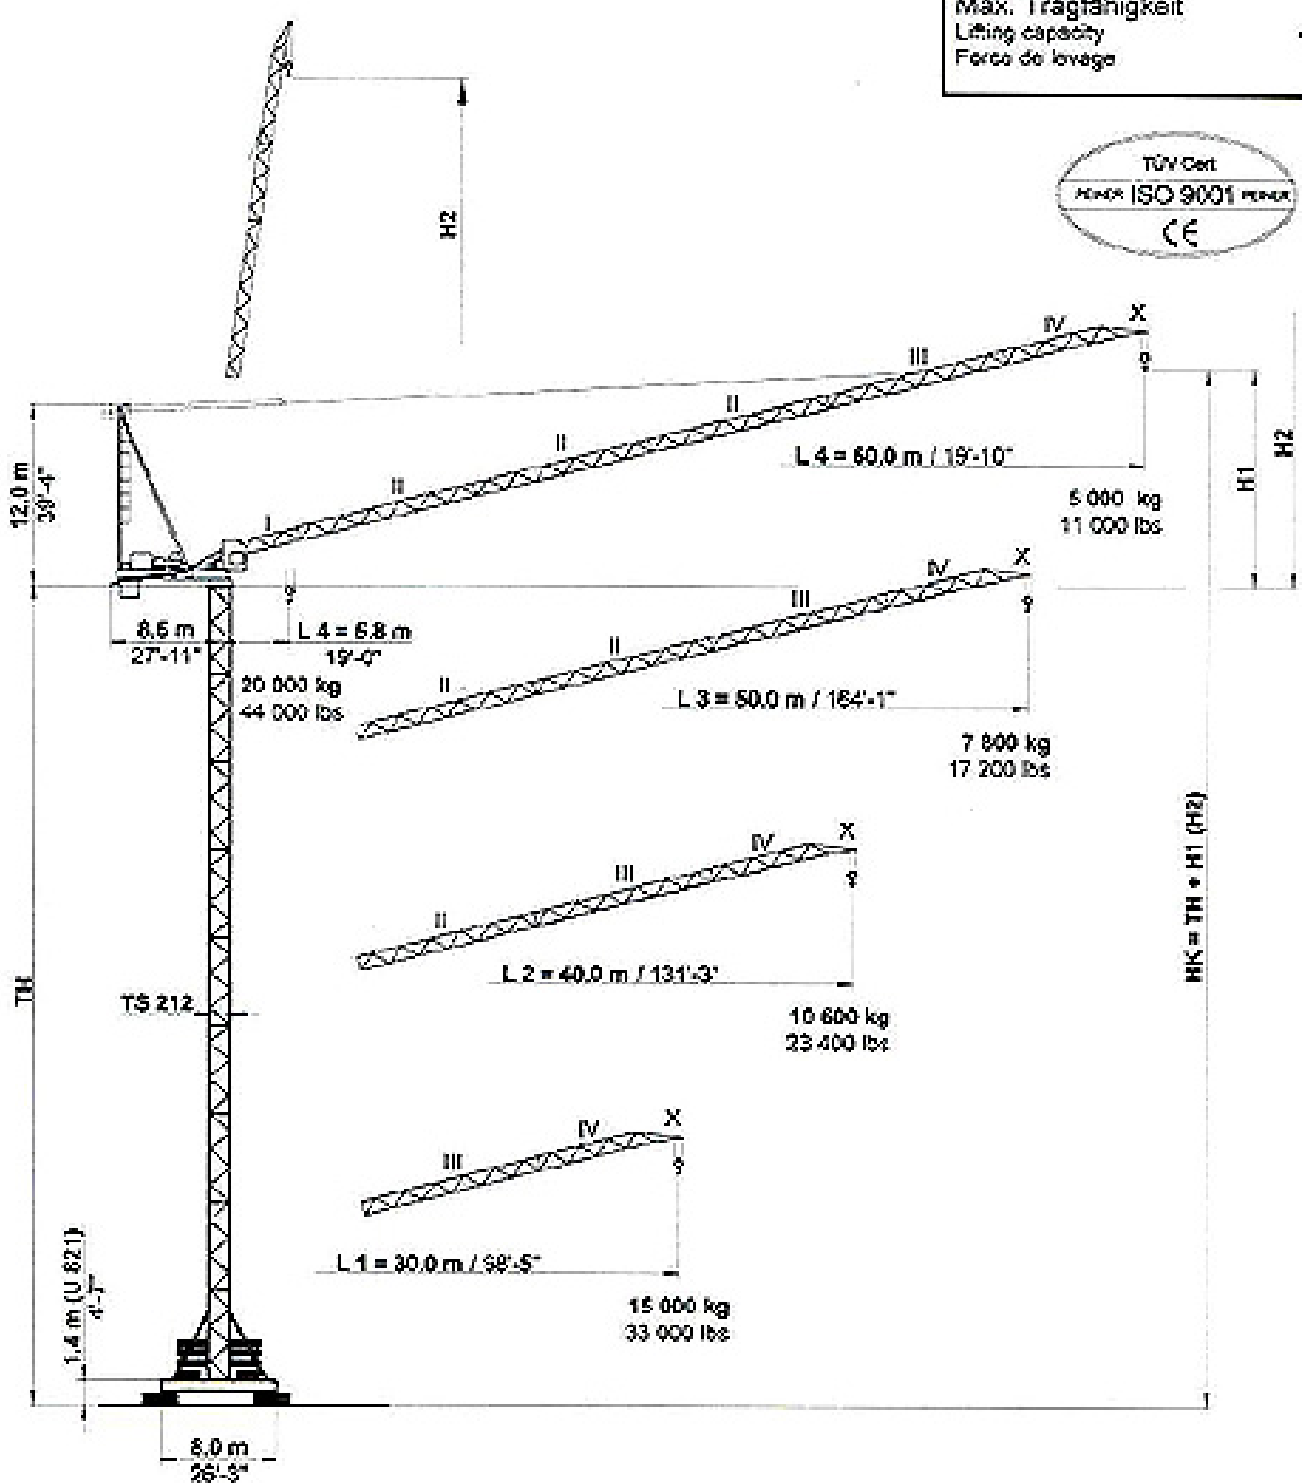 Max. Tragfähigkeit
Lifting capacity
Force de levage
TÜV Cert
ISO 9001
CE
H2
X
IV
III
II
II
II
I
L 4 = 60.0 m / 19'-10"
5 000 kg
11 000 lbs
H1
H2
12,0 m
39'-4"
8.5 m
27'-11"
L 4 = 5.8 m
19'-0"
20 000 kg
44 000 lbs
X
IV
III
II
II
L 3 = 50.0 m / 164'-1"
7 800 kg
17 200 lbs
X
IV
III
II
L 2 = 40.0 m / 131'-3"
10 600 kg
23 400 lbs
HK = TH + H1 (H2)
TH
TS 212
X
IV
III
L 1 = 30.0 m / 98'-5"
15 000 kg
33 000 lbs
1.4 m (U 821)
4'-7"
8,0 m
26'-3"